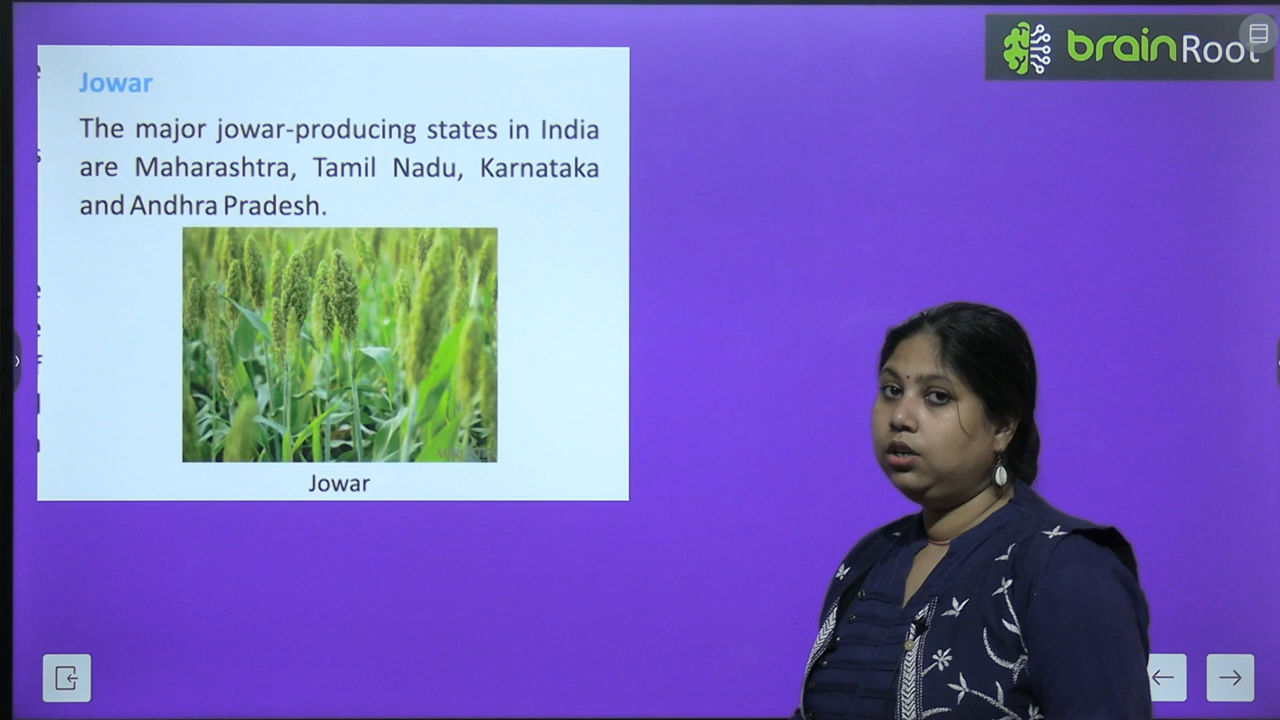 brainRoot
Jowar
The major jowar-producing states in India
are Maharashtra, Tamil Nadu, Karnataka
and Andhra Pradesh.
Jowar